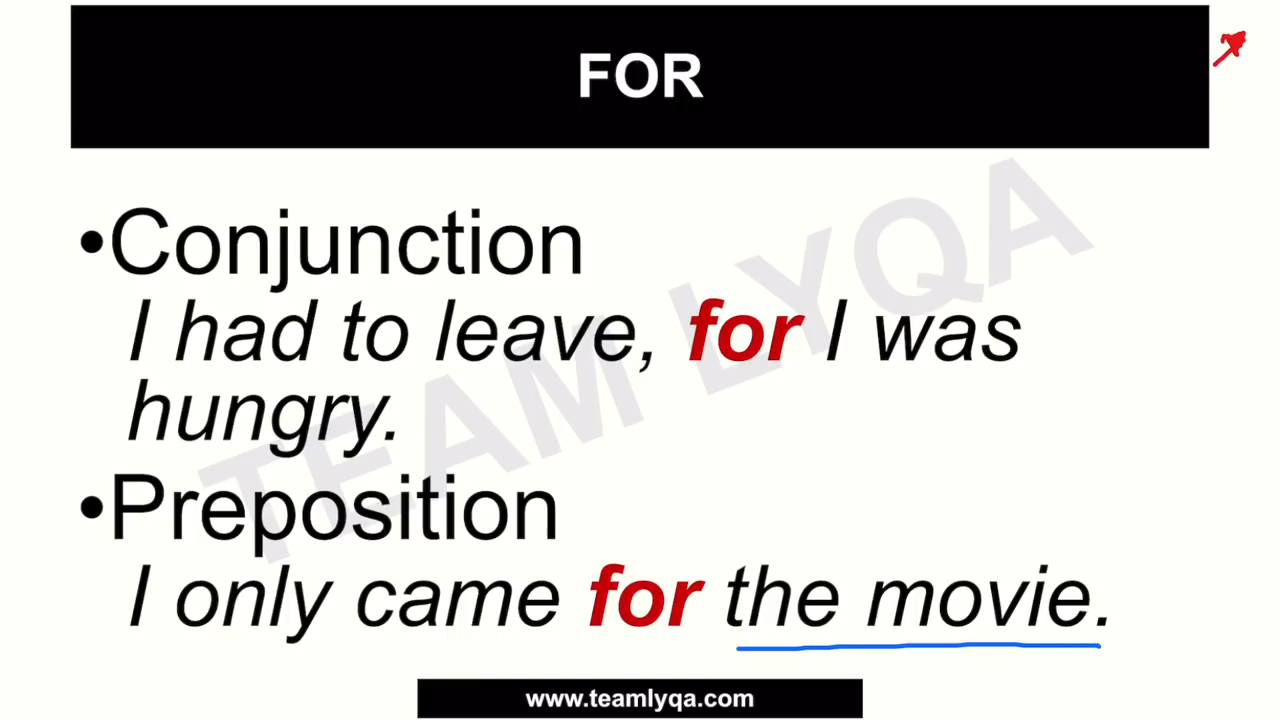 FOR
•Conjunction
I had to leave, for I was
hungry.
•Preposition
I only came for the movie.
TEAM LYQA
www.teamlyqa.com